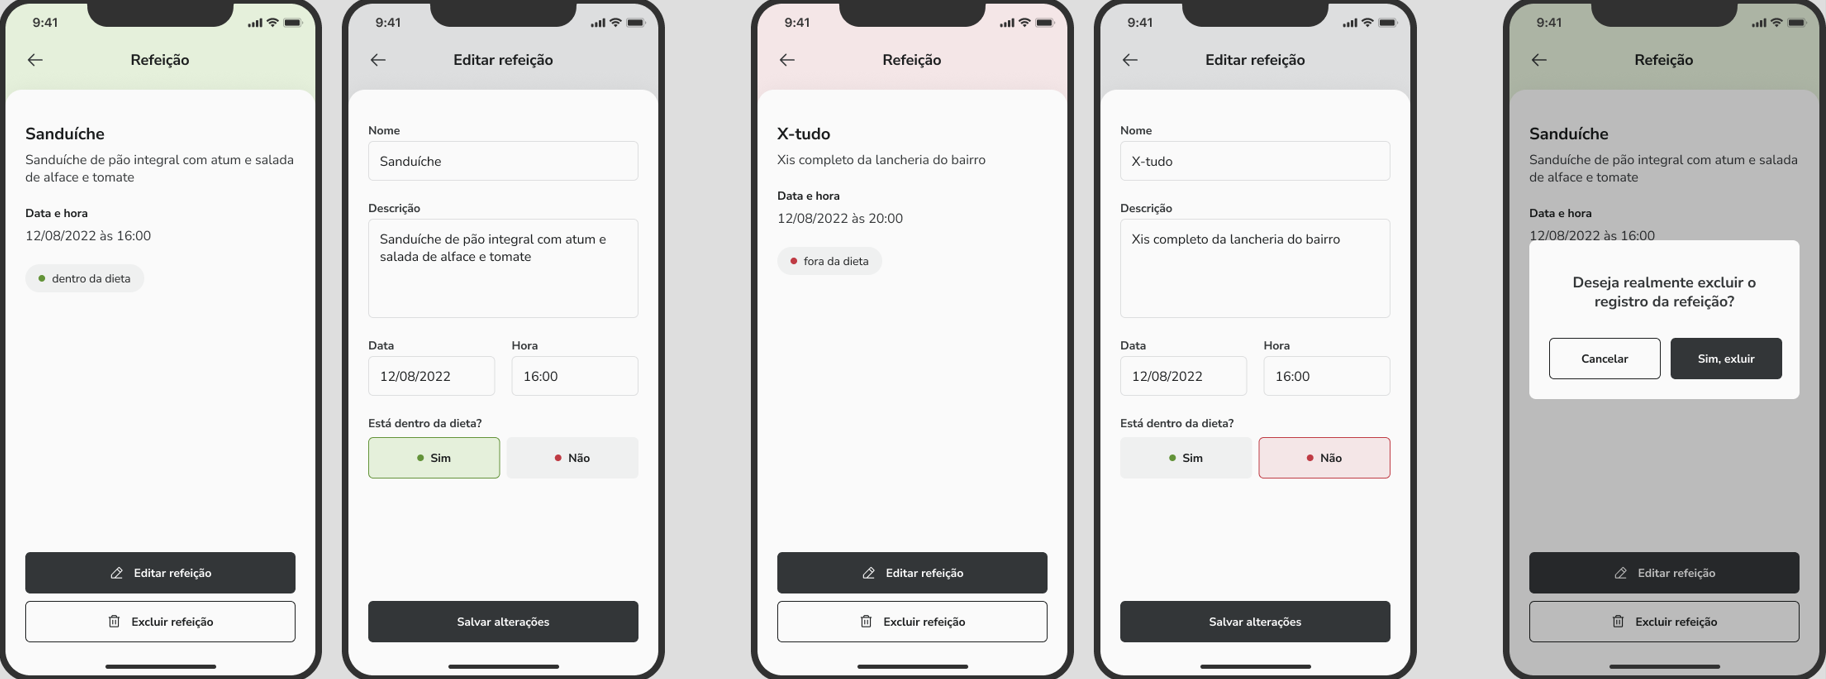 9:41
Refeição
Sanduíche
Sanduíche de pão integral com atum e salada
de alface e tomate
Data e hora
12/08/2022 às 16:00
dentro da dieta
Editar refeição
Excluir refeição
9:41
Editar refeição
Nome
Sanduíche
Descrição
Sanduíche de pão integral com atum e
salada de alface e tomate
Data Hora
12/08/2022 16:00
Está dentro da dieta?
Sim Não
Salvar alterações
9:41
Refeição
X-tudo
Xis completo da lancheria do bairro
Data e hora
12/08/2022 às 20:00
fora da dieta
Editar refeição
Excluir refeição
9:41
Editar refeição
Nome
X-tudo
Descrição
Xis completo da lancheria do bairro
Data Hora
12/08/2022 16:00
Está dentro da dieta?
Sim Não
Salvar alterações
9:41
Refeição
Sanduíche
Sanduíche de pão integral com atum e salada
de alface e tomate
Data e hora
12/08/2022 às 16:00
Deseja realmente excluir o
registro da refeição?
Cancelar Sim, exluir
Editar refeição
Excluir refeição